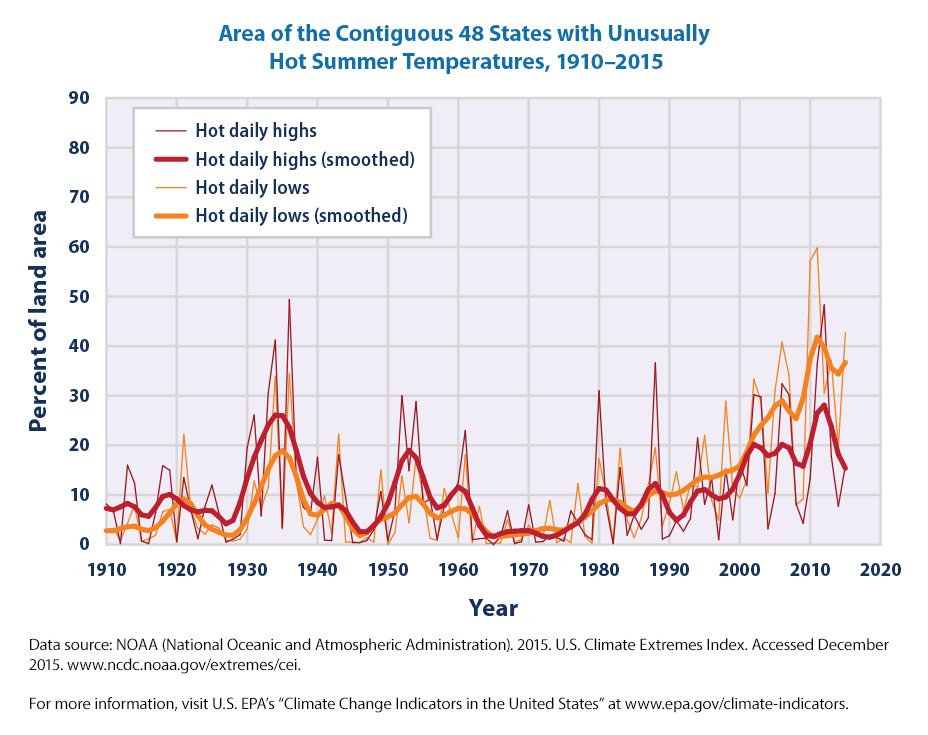 Area of the Contiguous 48 States with Unusually
Hot Summer Temperatures, 1910–2015
90
80
70
60
50
40
30
20
10
0
Percent of land area
Hot daily highs
Hot daily highs (smoothed)
Hot daily lows
Hot daily lows (smoothed)
1910 1920 1930 1940 1950 1960 1970 1980 1990 2000 2010 2020
Year
Data source: NOAA (National Oceanic and Atmospheric Administration). 2015. U.S. Climate Extremes Index. Accessed December
2015. www.ncdc.noaa.gov/extremes/cei.
For more information, visit U.S. EPA’s “Climate Change Indicators in the United States” at www.epa.gov/climate-indicators.